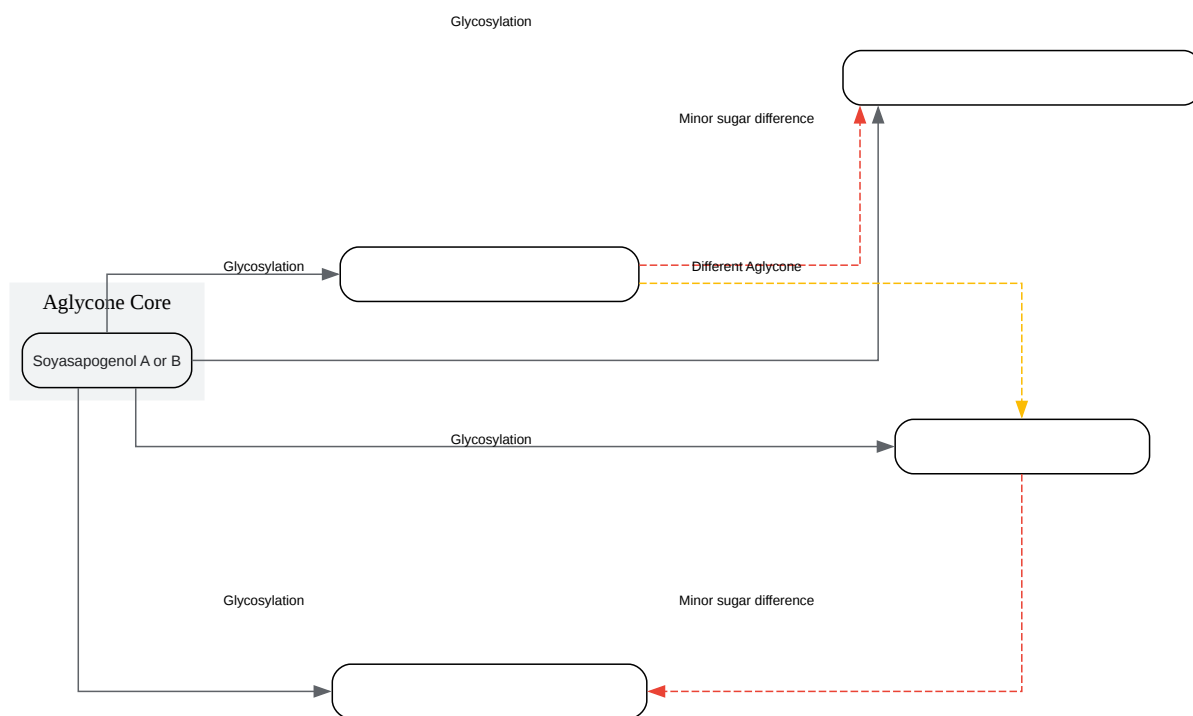 Glycosylation
Minor sugar difference
Glycosylation
Different Aglycone
Aglycone Core
Soyasapogenol A or B
Glycosylation
Glycosylation
Minor sugar difference